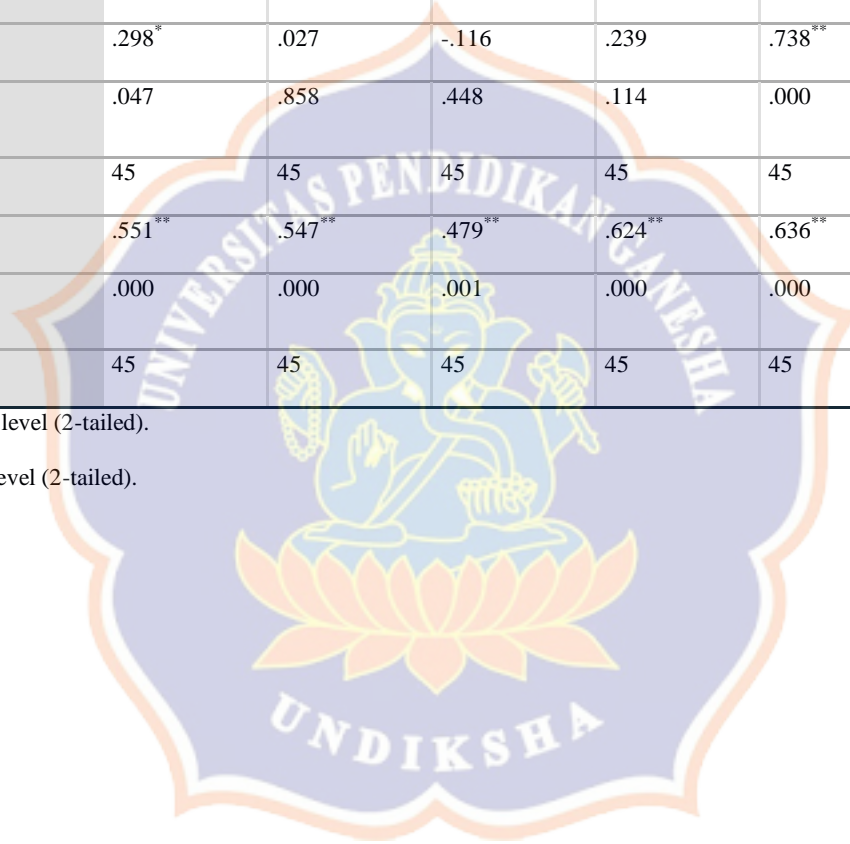 .298* .027 -.116 .239 .738**
.047 .858 .448 .114 .000
45 45 45 45 45
.551** .547** .479** .624** .636**
.000 .000 .001 .000 .000
45 45 45 45 45
level (2-tailed).
evel (2-tailed).
UNIVERSITAS PENDIDIKAN GANESHA
UNDIKSHA